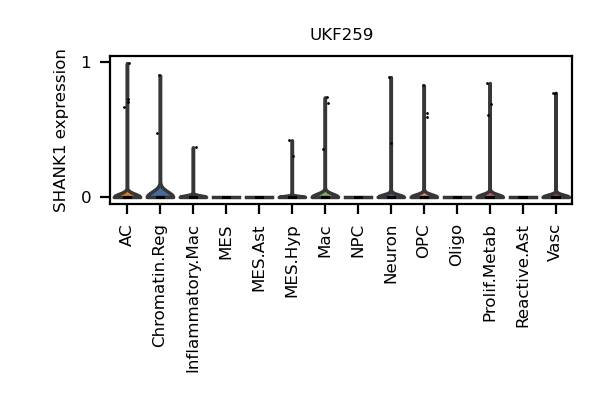 UKF259
SHANK1 expression
1
0
AC
Chromatin.Reg
Inflammatory.Mac
MES
MES.Ast
MES.Hyp
Mac
NPC
Neuron
OPC
Oligo
Prolif.Metab
Reactive.Ast
Vasc